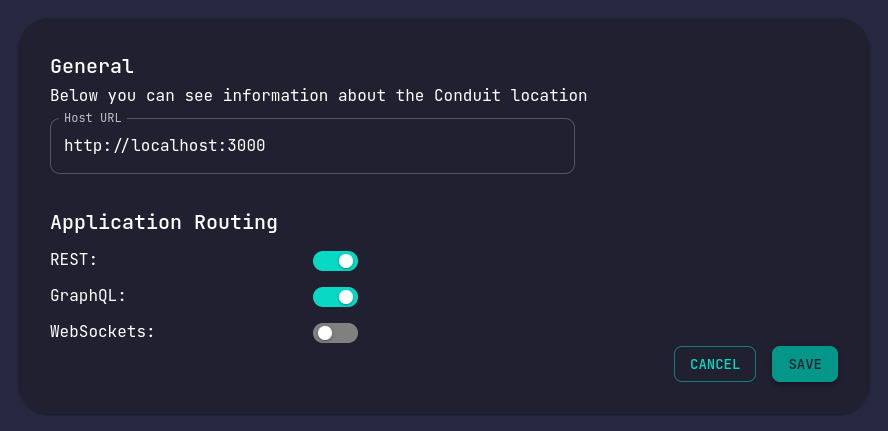 General
Below you can see information about the Conduit location
Host URL
http://localhost:3000
Application Routing
REST:
GraphQL:
WebSockets:
CANCEL SAVE